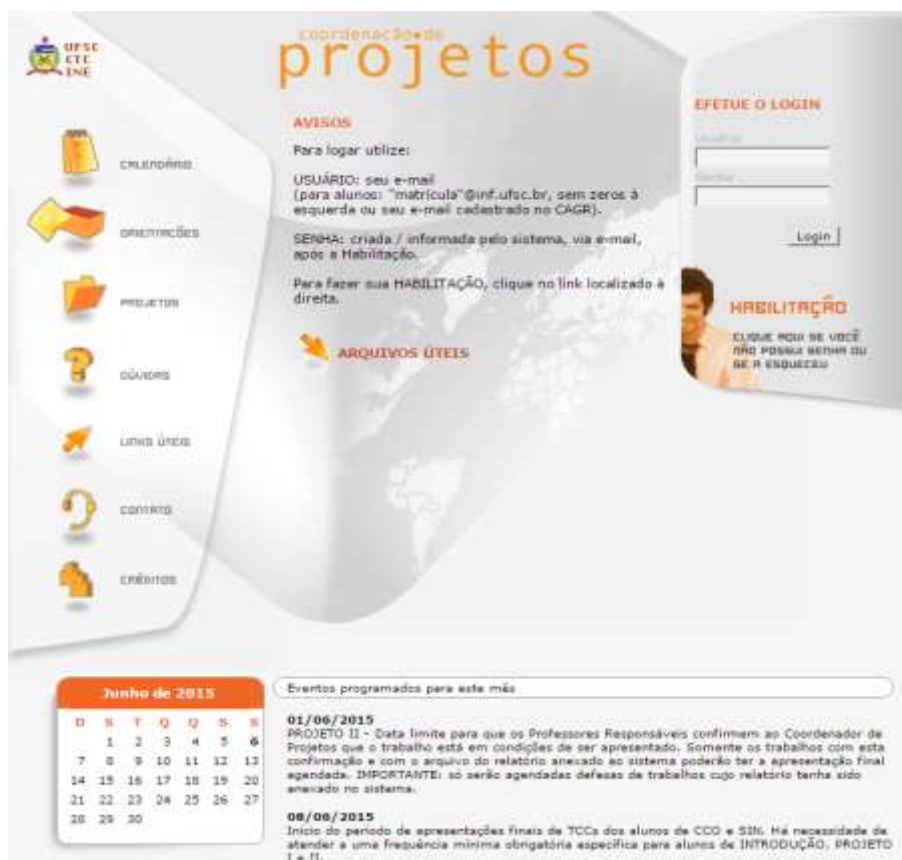 UFSC
CTC
INE
coordenação de
projetos
CALENDÁRIO
ORIENTAÇÕES
PROJETOS
DÚVIDAS
LINKS ÚTEIS
CONTATO
CRÉDITOS
AVISOS
Para logar utilize:
USUÁRIO: seu e-mail
(para alunos: "matrícula"@inf.ufsc.br, sem zeros à
esquerda ou seu e-mail cadastrado no CAGR).
SENHA: criada / informada pelo sistema, via e-mail,
após a Habilitação.
Para fazer sua HABILITAÇÃO, clique no link localizado à
direita.
ARQUIVOS ÚTEIS
EFETUE O LOGIN
Usuário
Senha
Login
HABILITAÇÃO
CLIQUE AQUI SE VOCÊ
NÃO POSSUI SENHA OU
SE A ESQUECEU
Junho de 2015
D S T Q Q S S
1 2 3 4 5 6
7 8 9 10 11 12 13
14 15 16 17 18 19 20
21 22 23 24 25 26 27
28 29 30
Eventos programados para este mês
01/06/2015
PROJETO II - Data limite para que os Professores Responsáveis confirmem ao Coordenador de
Projetos que o trabalho está em condições de ser apresentado. Somente os trabalhos com esta
confirmação e com o arquivo do relatório anexado ao sistema poderão ter a apresentação final
agendada. IMPORTANTE: só serão agendadas defesas de trabalhos cujo relatório tenha sido
anexado no sistema.
08/06/2015
Início do período de apresentações finais de TCCs dos alunos de CCO e SIN. Há necessidade de
atender a uma frequência mínima obrigatória específica para alunos de INTRODUÇÃO, PROJETO
I e II.